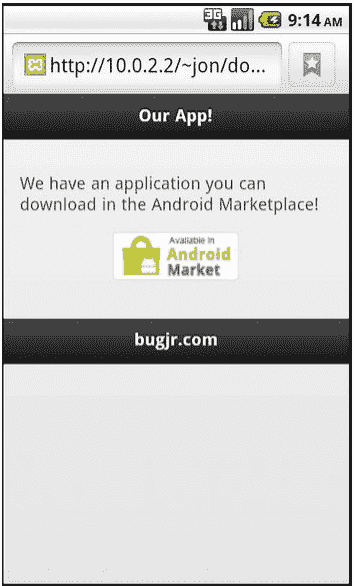 3G 9:14 AM
http://10.0.2.2/~jon/do...
Our App!
We have an application you can
download in the Android Marketplace!
Available in
Android
Market
bugjr.com